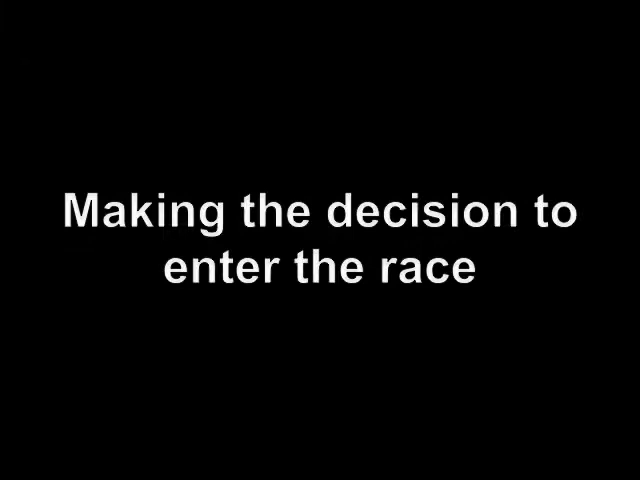 Making the decision to
enter the race